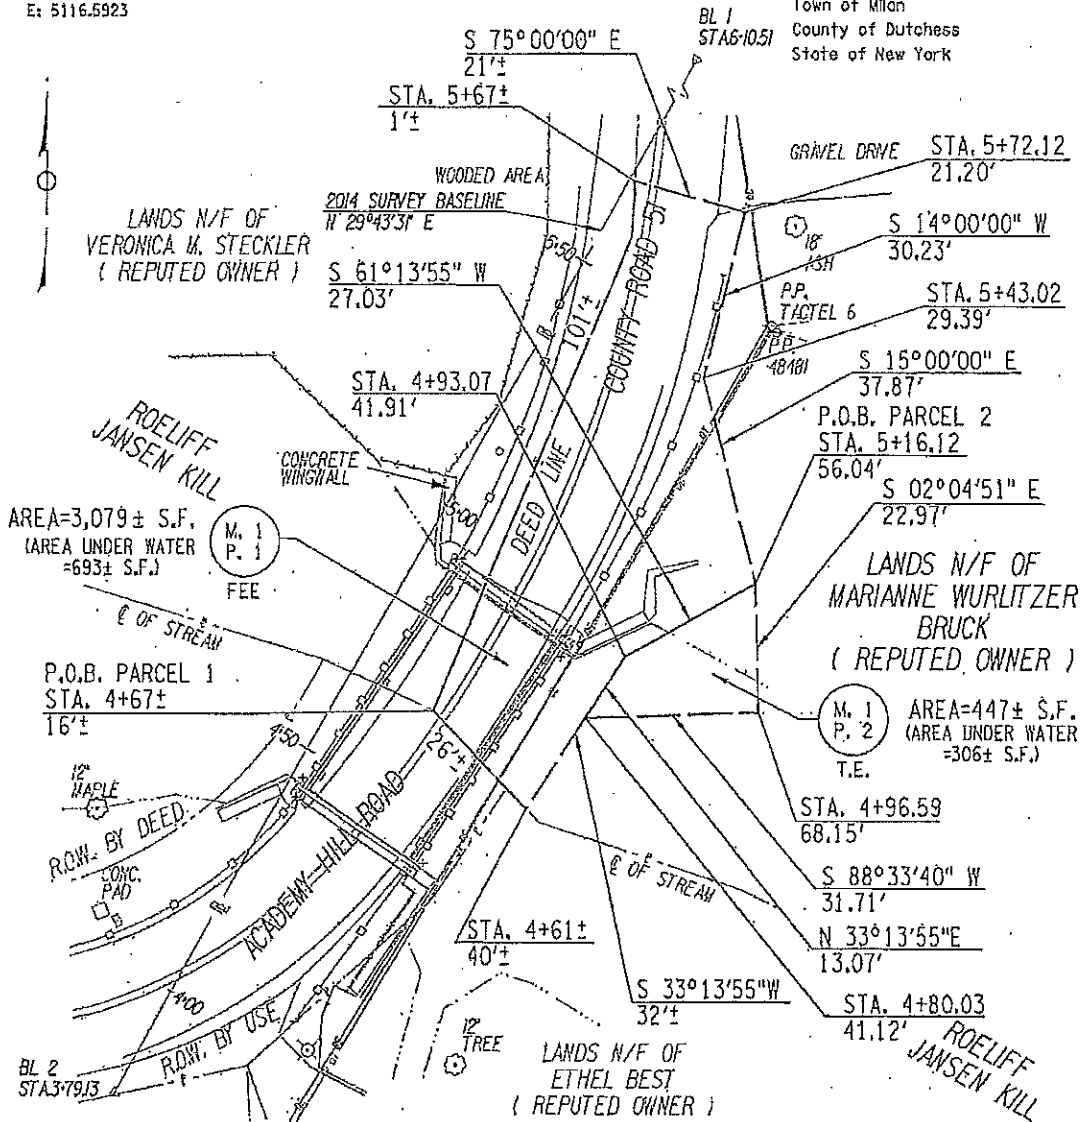 E: 5116.5923
Town of Milan
County of Dutchess
State of New York
BL 1
STA6+10.51
S 75°00'00" E
21'±
STA. 5+67±
1'±
GRAVEL DRIVE
STA. 5+72.12
21.20'
WOODED AREA
2014 SURVEY BASELINE
N 29°43'31" E
LANDS N/F OF
VERONICA M. STECKLER
( REPUTED OWNER )
5+50
18"
ASH
S 14°00'00" W
30.23'
S 61°13'55" W
27.03'
101'±
COUNTY ROAD 51
P.P.
TACTEL 6
P.P.
48481
STA. 5+43.02
29.39'
STA. 4+93.07
41.91'
S 15°00'00" E
37.87'
P.O.B. PARCEL 2
STA. 5+16.12
56.04'
ROELIFF
JANSEN KILL
CONCRETE
WINGWALL
DEED LINE
5+00
S 02°04'51" E
22.97'
AREA=3,079± S.F.
(AREA UNDER WATER
=693± S.F.)
M. 1
P. 1
FEE
LANDS N/F OF
MARIANNE WURLITZER
BRUCK
( REPUTED OWNER )
℄ OF STREAM
P.O.B. PARCEL 1
STA. 4+67±
16'±
M. 1
P. 2
T.E.
AREA=447± S.F.
(AREA UNDER WATER
=306± S.F.)
4+50
26'±
12"
MAPLE
STA. 4+96.59
68.15'
R.O.W. BY DEED
CONC.
PAD
℄ OF STREAM
S 88°33'40" W
31.71'
ACADEMY HILL ROAD
STA. 4+61±
40'±
N 33°13'55"E
13.07'
S 33°13'55"W
32'±
STA. 4+80.03
41.12'
4+00
R.O.W. BY USE
12"
TREE
ROELIFF
JANSEN KILL
BL 2
STA3+79.13
LANDS N/F OF
ETHEL BEST
( REPUTED OWNER )